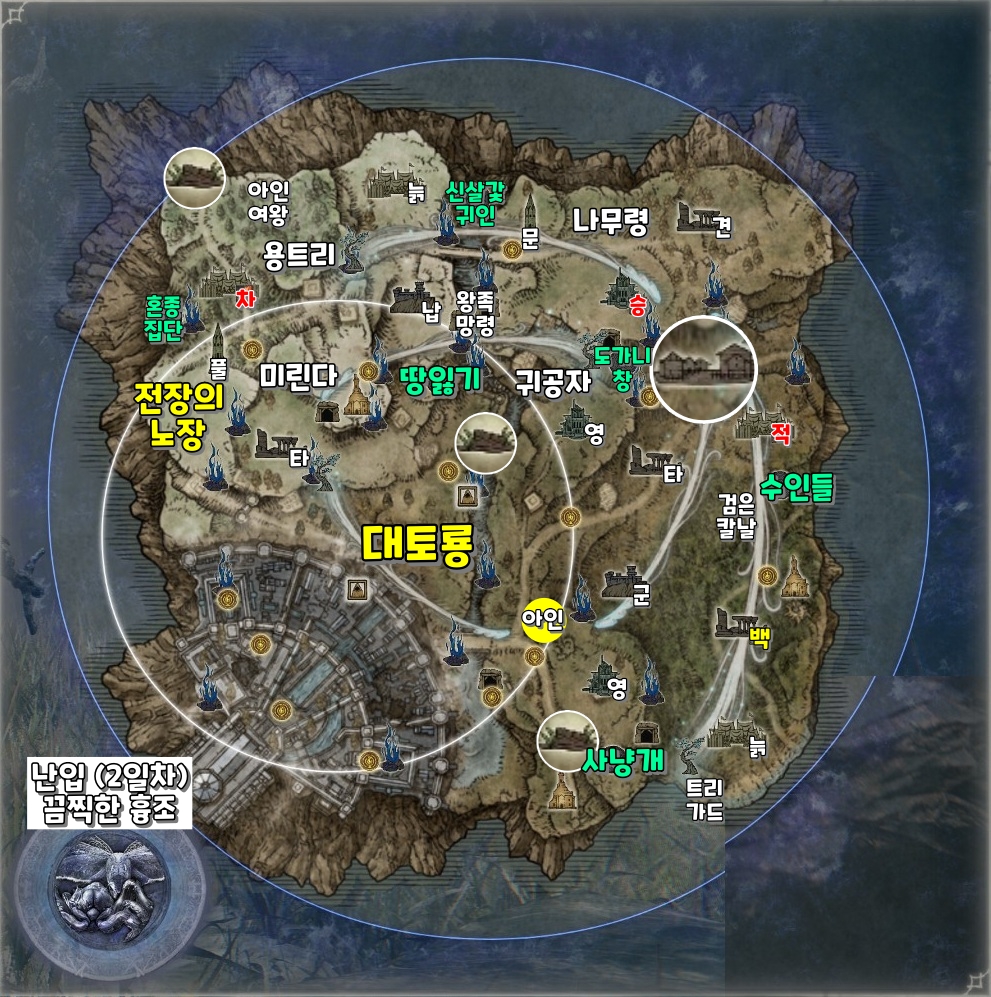 아인
여왕
늙
신살갗
귀인
문
나무령
견
용트리
혼종
집단
차
납
왕족
망령
승
풀
미린다
땅잃기
귀공자
도가니
창
전장의
노장
타
영
타
적
수인들
검은
칼날
대토룡
군
아인
백
영
사냥개
늙
트리
가드
난입 (2일차)
끔찍한 흉조